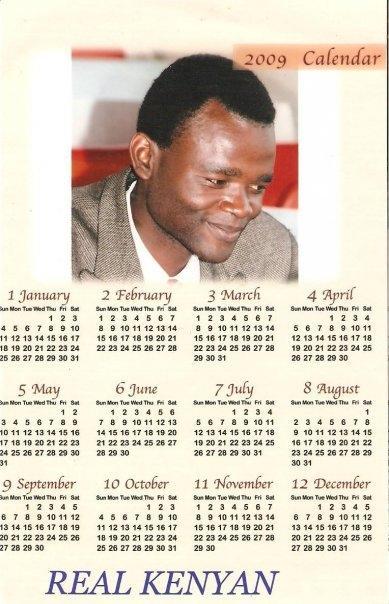 2009 Calendar
1 January
Sun Mon Tue Wed Thu Fri Sat
1 2 3
4 5 6 7 8 9 10
11 12 13 14 15 16 17
18 19 20 21 22 23 24
25 26 27 28 29 30 31
2 February
Sun Mon Tue Wed Thu Fri Sat
1 2 3 4 5 6 7
8 9 10 11 12 13 14
15 16 17 18 19 20 21
22 23 24 25 26 27 28
3 March
Sun Mon Tue Wed Thu Fri Sat
1 2 3 4 5 6 7
8 9 10 11 12 13 14
15 16 17 18 19 20 21
22 23 24 25 26 27 28
29 30 31
4 April
Sun Mon Tue Wed Thu Fri Sat
1 2 3 4
5 6 7 8 9 10 11
12 13 14 15 16 17 18
19 20 21 22 23 24 25
26 27 28 29 30
5 May
Sun Mon Tue Wed Thu Fri Sat
1 2
3 4 5 6 7 8 9
10 11 12 13 14 15 16
17 18 19 20 21 22 23
24 25 26 27 28 29 30
31
6 June
Sun Mon Tue Wed Thu Fri Sat
1 2 3 4 5 6
7 8 9 10 11 12 13
14 15 16 17 18 19 20
21 22 23 24 25 26 27
28 29 30
7 July
Sun Mon Tue Wed Thu Fri Sat
1 2 3 4
5 6 7 8 9 10 11
12 13 14 15 16 17 18
19 20 21 22 23 24 25
26 27 28 29 30 31
8 August
Sun Mon Tue Wed Thu Fri Sat
1
2 3 4 5 6 7 8
9 10 11 12 13 14 15
16 17 18 19 20 21 22
23 24 25 26 27 28 29
30 31
9 September
Sun Mon Tue Wed Thu Fri Sat
1 2 3 4 5
6 7 8 9 10 11 12
13 14 15 16 17 18 19
20 21 22 23 24 25 26
27 28 29 30
10 October
Sun Mon Tue Wed Thu Fri Sat
1 2 3
4 5 6 7 8 9 10
11 12 13 14 15 16 17
18 19 20 21 22 23 24
25 26 27 28 29 30 31
11 November
Sun Mon Tue Wed Thu Fri Sat
1 2 3 4 5 6 7
8 9 10 11 12 13 14
15 16 17 18 19 20 21
22 23 24 25 26 27 28
29 30
12 December
Sun Mon Tue Wed Thu Fri Sat
1 2 3 4 5
6 7 8 9 10 11 12
13 14 15 16 17 18 19
20 21 22 23 24 25 26
27 28 29 30 31
REAL KENYAN